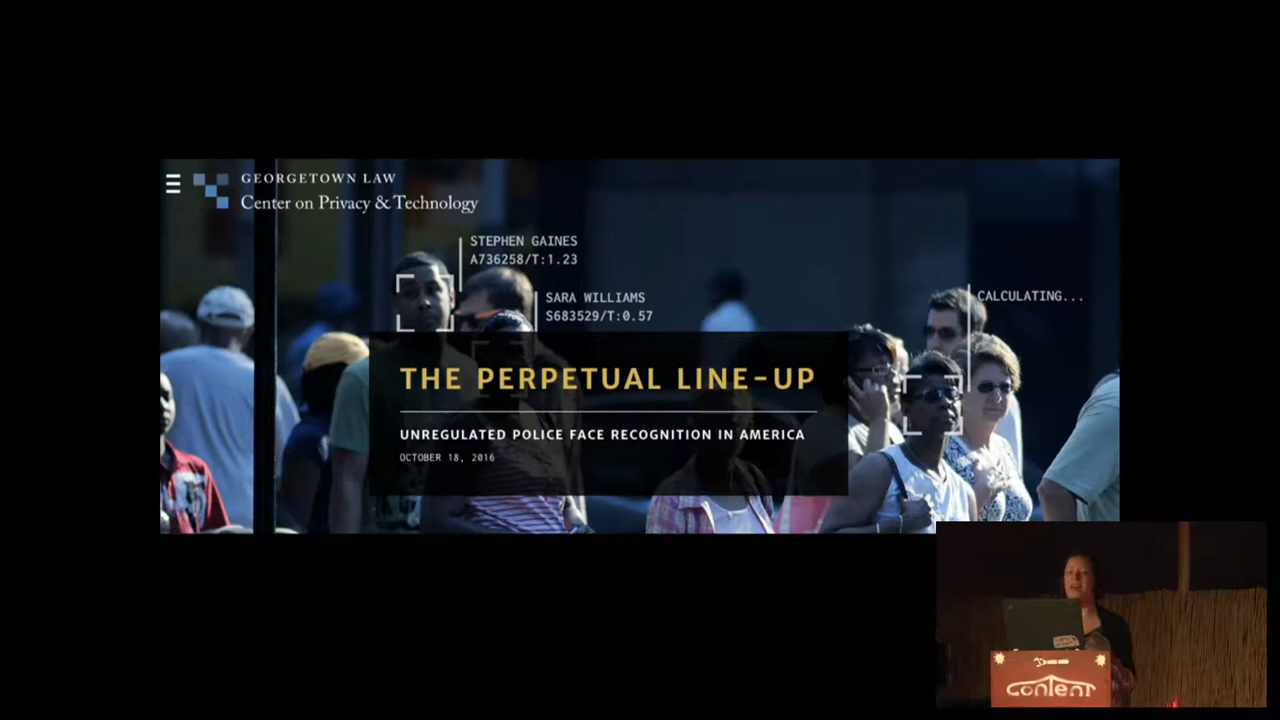 GEORGETOWN LAW
Center on Privacy & Technology
STEPHEN GAINES
A736258/T:1.23
SARA WILLIAMS
S683529/T:0.57
CALCULATING...
THE PERPETUAL LINE-UP
UNREGULATED POLICE FACE RECOGNITION IN AMERICA
OCTOBER 18, 2016
CONTENT